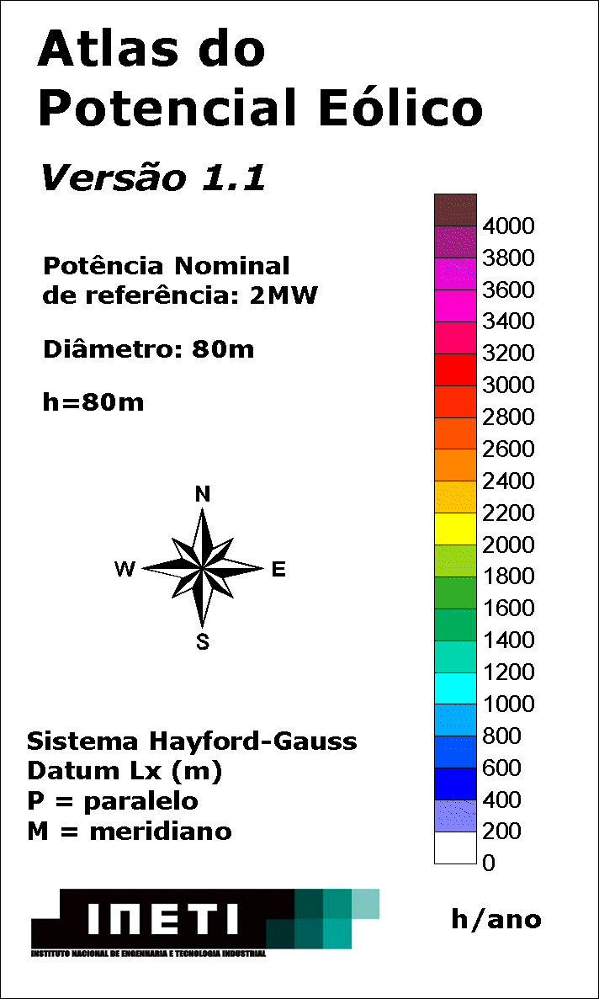 Atlas do
Potencial Eólico
Versão 1.1
Potência Nominal
de referência: 2MW
Diâmetro: 80m
h=80m
N
W
E
S
Sistema Hayford-Gauss
Datum Lx (m)
P = paralelo
M = meridiano
INETI
INSTITUTO NACIONAL DE ENGENHARIA E TECNOLOGIA INDUSTRIAL
4000
3800
3600
3400
3200
3000
2800
2600
2400
2200
2000
1800
1600
1400
1200
1000
800
600
400
200
0
h/ano